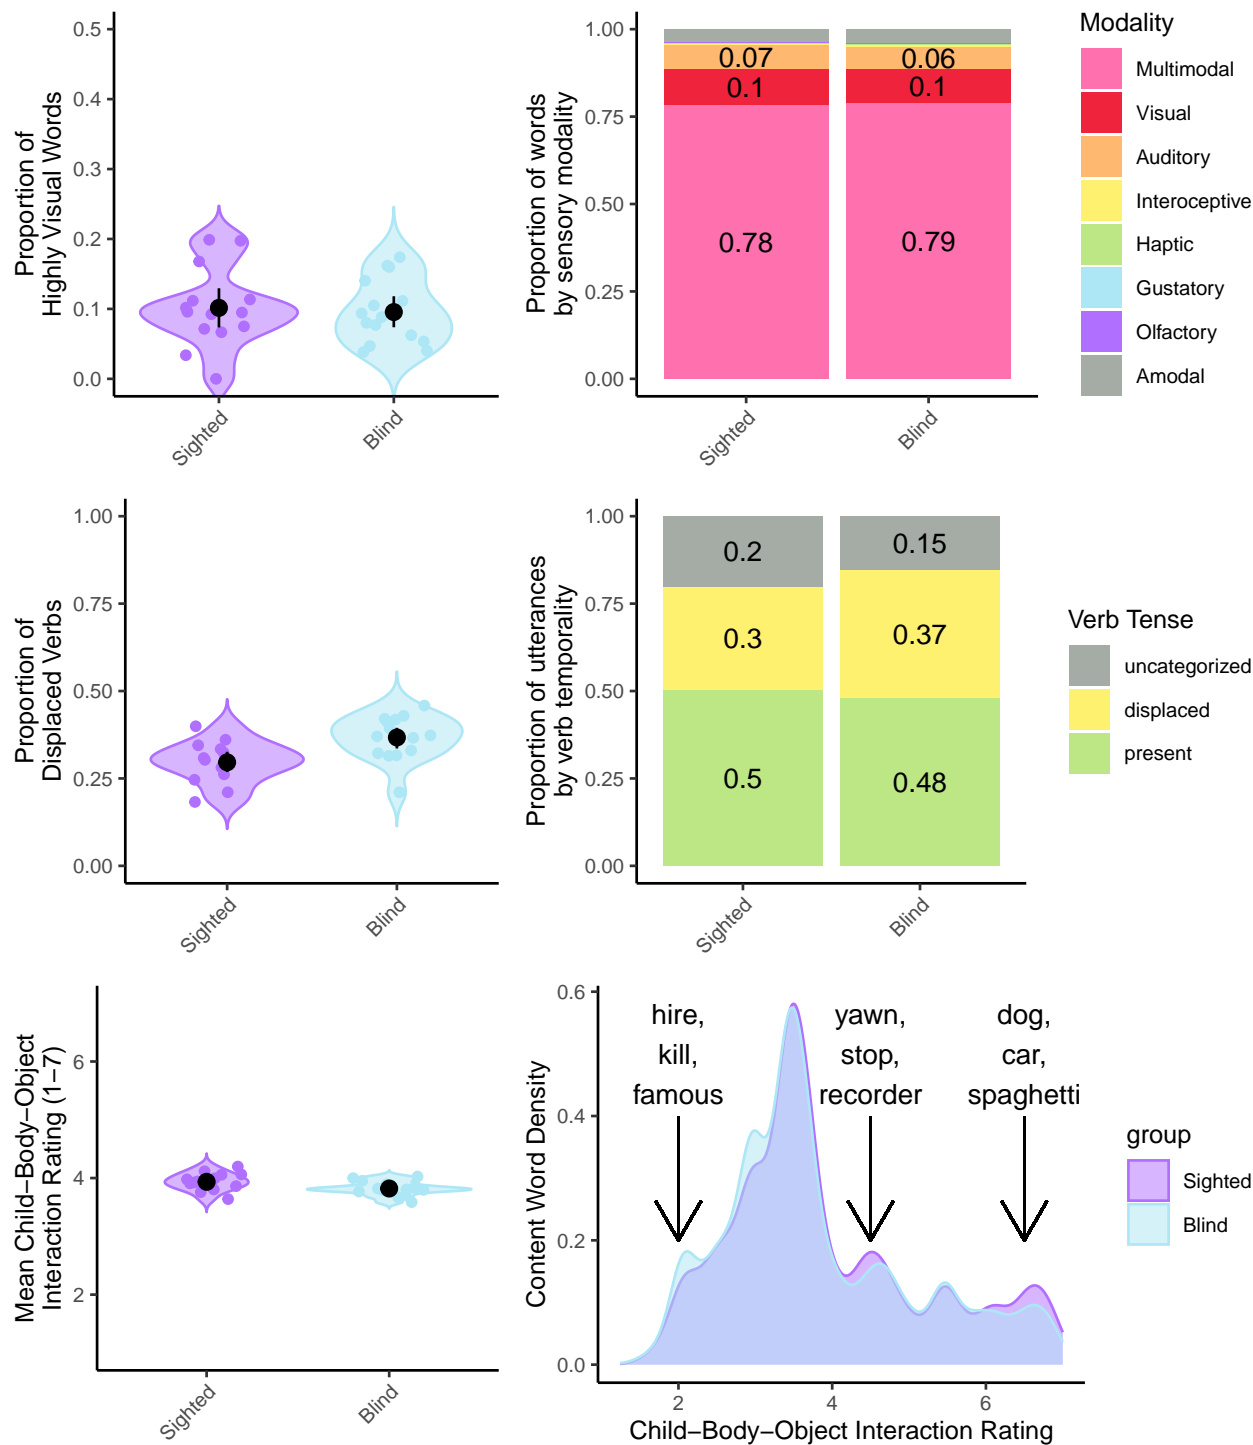 Proportion of
Highly Visual Words
0.5
0.4
0.3
0.2
0.1
0.0
Sighted
Blind
Proportion of words
by sensory modality
1.00
0.75
0.50
0.25
0.00
0.07
0.1
0.78
0.06
0.1
0.79
Sighted
Blind
Modality
Multimodal
Visual
Auditory
Interoceptive
Haptic
Gustatory
Olfactory
Amodal
Proportion of
Displaced Verbs
1.00
0.75
0.50
0.25
0.00
Sighted
Blind
Proportion of utterances
by verb temporality
1.00
0.75
0.50
0.25
0.00
0.2
0.3
0.5
0.15
0.37
0.48
Sighted
Blind
Verb Tense
uncategorized
displaced
present
Mean Child−Body−Object
Interaction Rating (1−7)
6
4
2
Sighted
Blind
Content Word Density
0.6
0.4
0.2
0.0
hire,
kill,
famous
yawn,
stop,
recorder
dog,
car,
spaghetti
2
4
6
Child−Body−Object Interaction Rating
group
Sighted
Blind